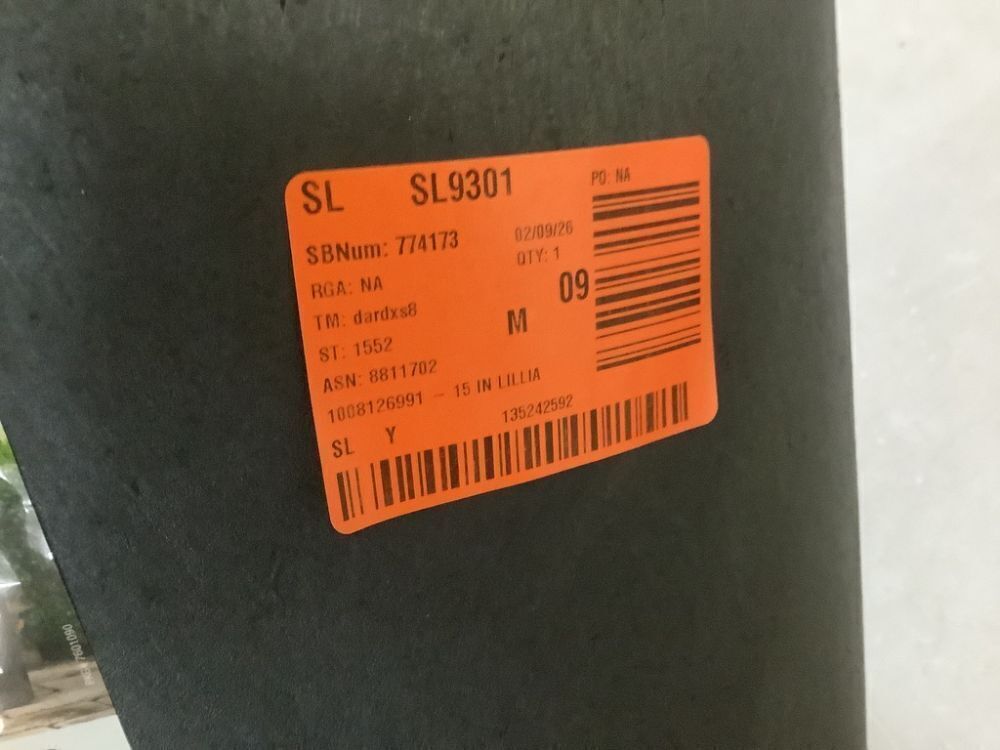 SL SL9301 PO: NA
SBNum: 774173 02/09/26
RGA: NA QTY: 1
TM: dardxs8 M 09
ST: 1552
ASN: 8811702
1008126991 - 15 IN LILLIA
SL Y 135242592
7601090